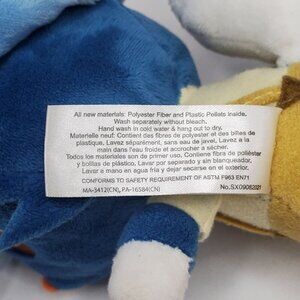 All new materials: Polyester Fiber and Plastic Pellets Inside.
Wash separately without bleach.
Hand wash in cold water & hang out to dry.
Materielle neuf: Contient des fibres de polyester et des billes de
plastique. Lavez séparément, sans eau de javel, Lavez a la
main dans l'eau froide et accrocher à sécher.
Todos los materiales son de primer uso. Contiene fibra de poliéster
y bolitas de plástico. Lavar por separado y sin blanqueador,
Lavar a mano en agua fría y dejar secarse en el exterior.
CONFORMS TO SAFETY REQUIREMENT OF ASTM F963 EN71
MA-3412(CN), PA-16584(CN)
No.SX09082021